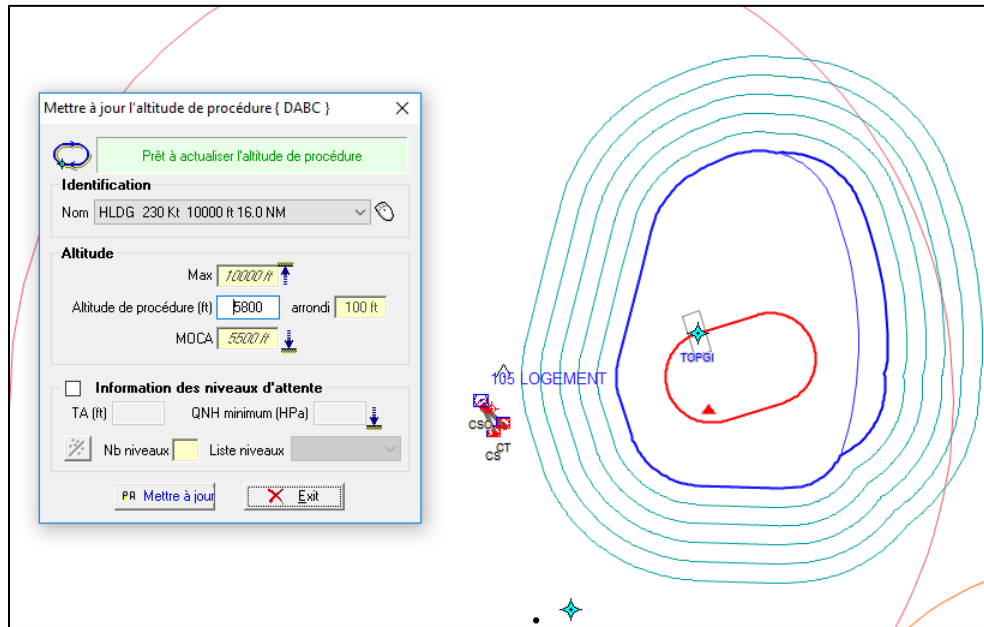 Mettre à jour l'altitude de procédure { DABC }
Prêt à actualiser l'altitude de procédure
Identification
Nom HLDG 230 Kt 10000 ft 16.0 NM
Altitude
Max 10000 ft
Altitude de procédure (ft) 5800 arrondi 100 ft
MOCA 5500 ft
Information des niveaux d'attente
TA (ft) QNH minimum (HPa)
Nb niveaux Liste niveaux
PA Mettre à jour Exit
TOPGI
105 LOGEMENT
CSO
CT
CS